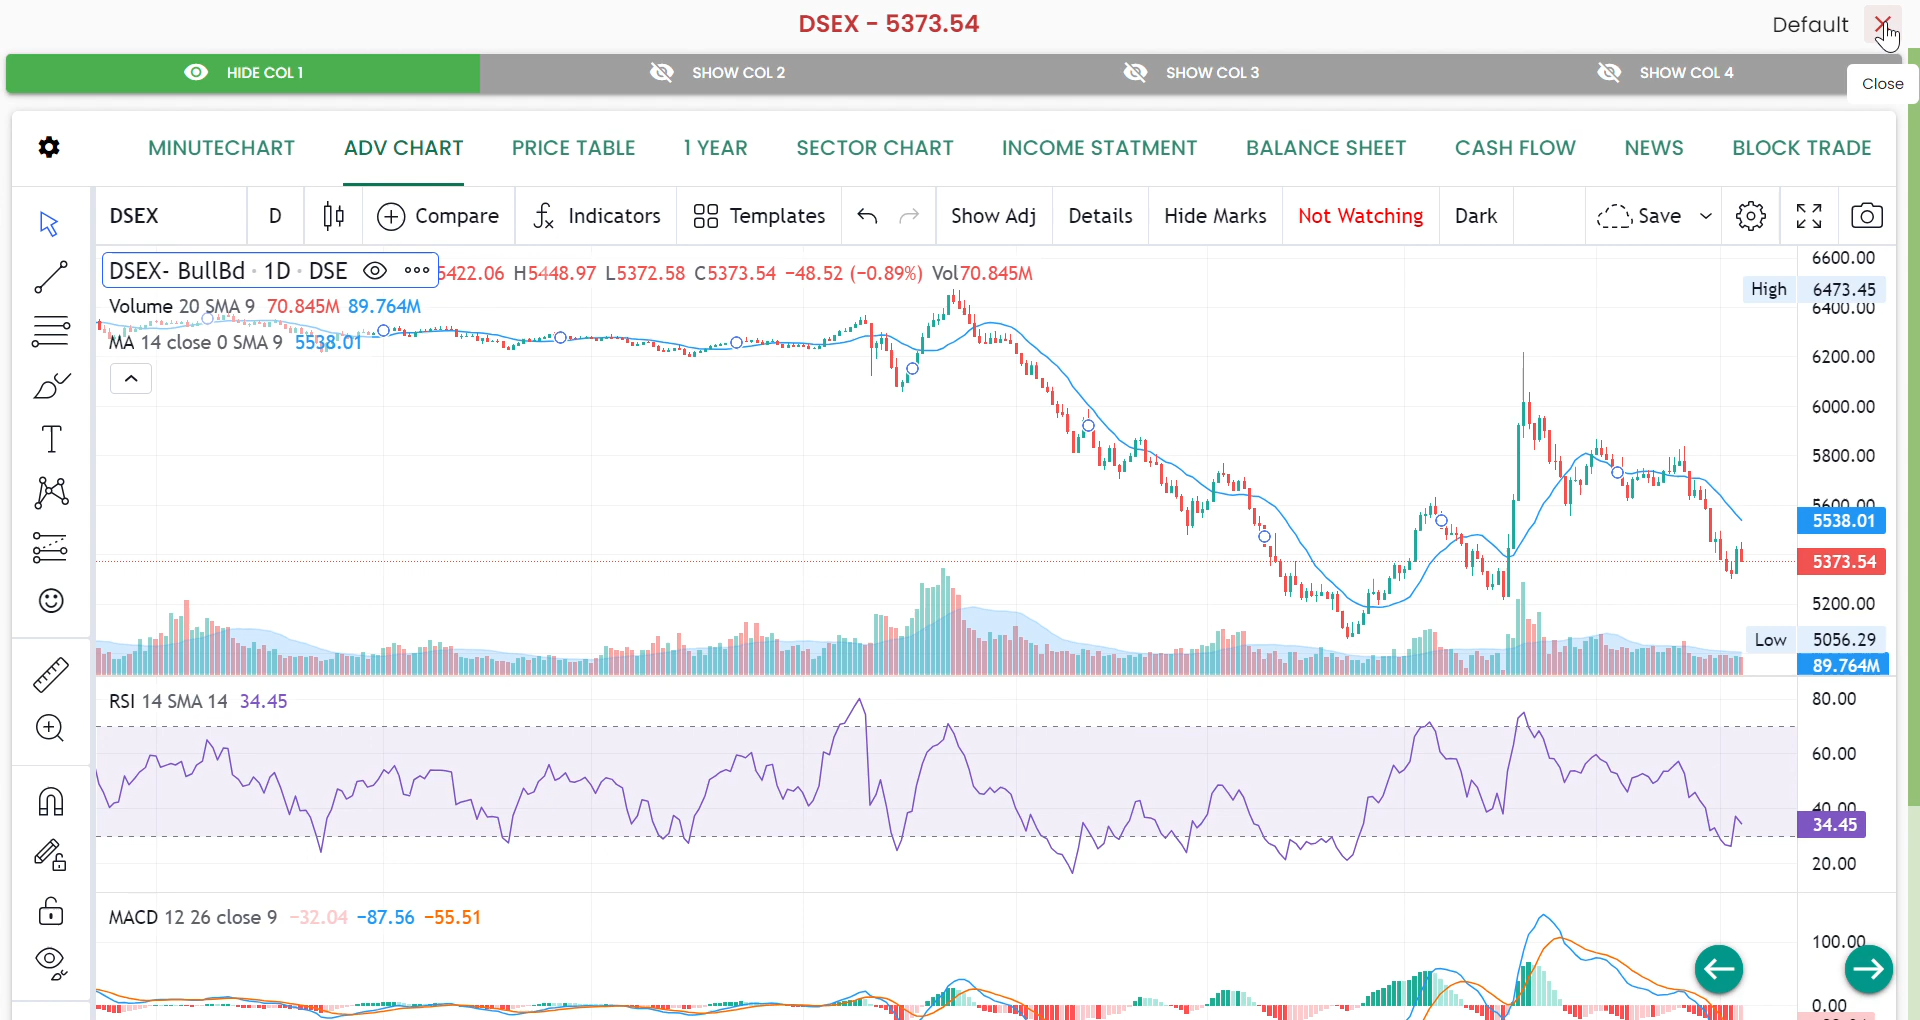 DSEX - 5373.54
Default
HIDE COL 1 SHOW COL 2 SHOW COL 3 SHOW COL 4
Close
MINUTECHART ADV CHART PRICE TABLE 1 YEAR SECTOR CHART INCOME STATMENT BALANCE SHEET CASH FLOW NEWS BLOCK TRADE
DSEX D Compare Indicators Templates Show Adj Details Hide Marks Not Watching Dark Save
DSEX- BullBd · 1D · DSE 5422.06 H5448.97 L5372.58 C5373.54 −48.52 (−0.89%) Vol70.845M
Volume 20 SMA 9 70.845M 89.764M
MA 14 close 0 SMA 9 5538.01
6600.00
High 6473.45
6400.00
6200.00
6000.00
5800.00
5600.00
5538.01
5373.54
5200.00
Low 5056.29
89.764M
RSI 14 SMA 14 34.45
80.00
60.00
40.00
34.45
20.00
MACD 12 26 close 9 −32.04 −87.56 −55.51
100.00
0.00